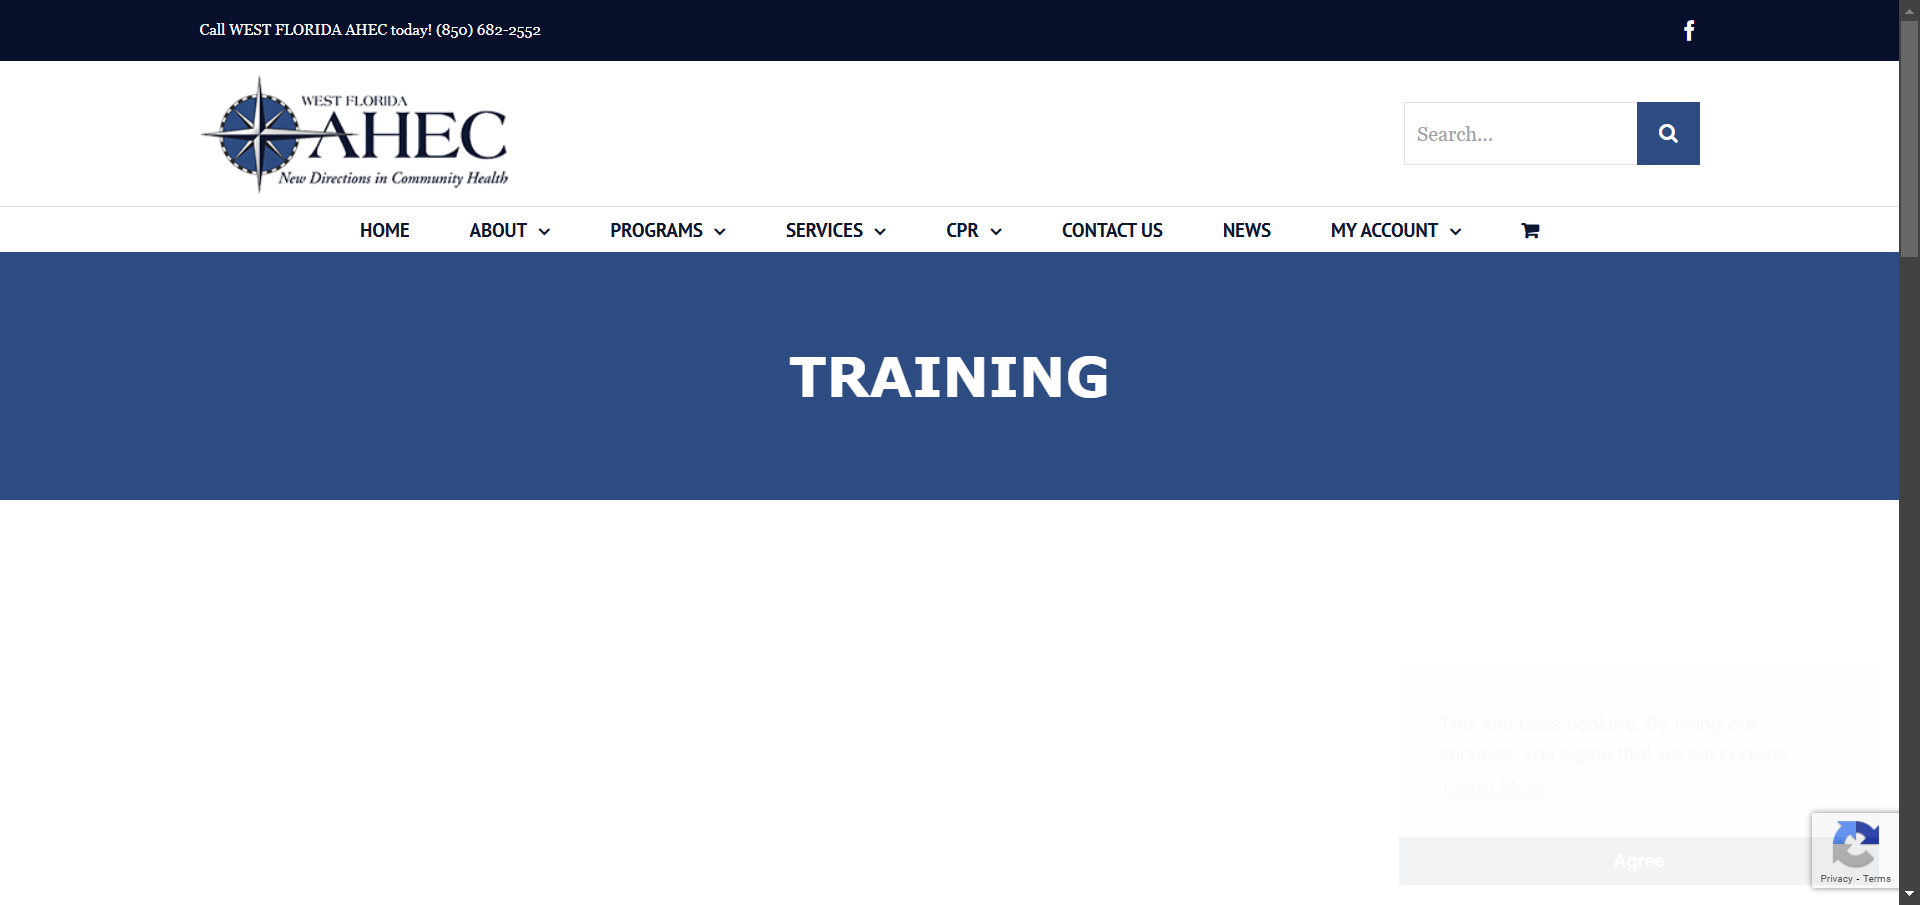 Call WEST FLORIDA AHEC today! (850) 682-2552
WEST FLORIDA
AHEC
New Directions in Community Health
Search...
HOME ABOUT PROGRAMS SERVICES CPR CONTACT US NEWS MY ACCOUNT
TRAINING
This site uses cookies. By using our
services, you agree that we set cookies.
Learn More
Agree
Privacy - Terms